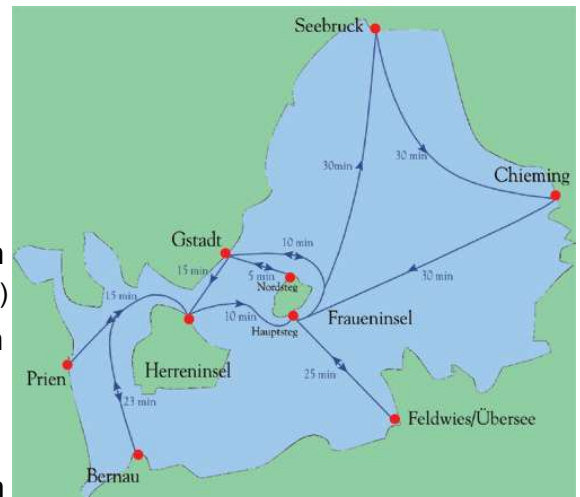 Seebruck
30min
30 min
Chieming
Gstadt
10 min
n
15 min
5 min
Nordsteg
30 min
)
15 min
10 min
Hauptsteg
Fraueninsel
n
Prien
Herreninsel
25 min
23 min
Feldwies/Übersee
Bernau
n